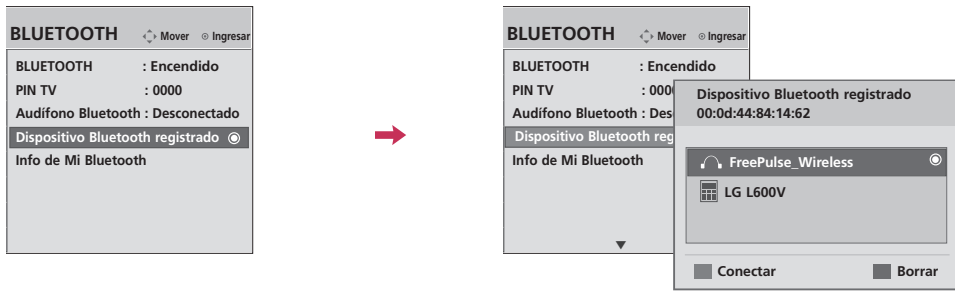 BLUETOOTH Mover Ingresar
BLUETOOTH : Encendido
PIN TV : 0000
Audífono Bluetooth : Desconectado
Dispositivo Bluetooth registrado
Info de Mi Bluetooth
BLUETOOTH Mover Ingresar
BLUETOOTH : Encendido
PIN TV : 000
Audífono Bluetooth : Des
Dispositivo Bluetooth reg
Info de Mi Bluetooth
Dispositivo Bluetooth registrado
00:0d:44:84:14:62
FreePulse_Wireless
LG L600V
Conectar Borrar